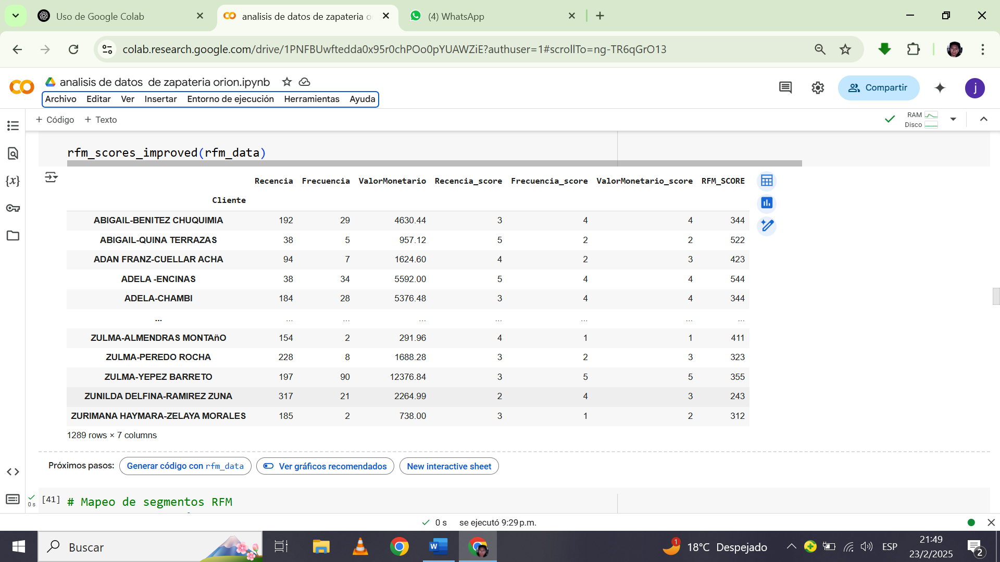 Uso de Google Colab
analisis de datos de zapateria o
(4) WhatsApp
colab.research.google.com/drive/1PNFBUwftedda0x95r0chPOo0pYUAWZiE?authuser=1#scrollTo=ng-TR6qGrO13
analisis de datos de zapateria orion.ipynb
Archivo Editar Ver Insertar Entorno de ejecución Herramientas Ayuda
Compartir
j
+ Código + Texto
RAM
Disco
rfm_scores_improved(rfm_data)
Recencia Frecuencia ValorMonetario Recencia_score Frecuencia_score ValorMonetario_score RFM_SCORE
Cliente
ABIGAIL-BENITEZ CHUQUIMIA 192 29 4630.44 3 4 4 344
ABIGAIL-QUINA TERRAZAS 38 5 957.12 5 2 2 522
ADAN FRANZ-CUELLAR ACHA 94 7 1624.60 4 2 3 423
ADELA -ENCINAS 38 34 5592.00 5 4 4 544
ADELA-CHAMBI 184 28 5376.48 3 4 4 344
... ... ... ... ... ... ... ...
ZULMA-ALMENDRAS MONTAñO 154 2 291.96 4 1 1 411
ZULMA-PEREDO ROCHA 228 8 1688.28 3 2 3 323
ZULMA-YEPEZ BARRETO 197 90 12376.84 3 5 5 355
ZUNILDA DELFINA-RAMIREZ ZUNA 317 21 2264.99 2 4 3 243
ZURIMANA HAYMARA-ZELAYA MORALES 185 2 738.00 3 1 2 312
1289 rows × 7 columns
Próximos pasos: Generar código con rfm_data Ver gráficos recomendados New interactive sheet
[41] # Mapeo de segmentos RFM
0 s
0 s se ejecutó 9:29 p.m.
Buscar
1
18°C Despejado
ESP
21:49
23/2/2025
2